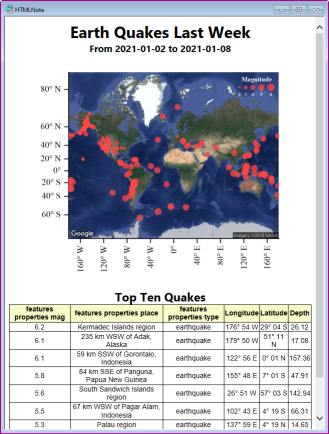 HTMLNote
Earth Quakes Last Week
From 2021-01-02 to 2021-01-08
Magnitude
2 3 4 5 6
80° N
60° N
40° N
20° N
0°
20° S
40° S
60° S
Google
Imagery ©2019 NASA
160° W
120° W
80° W
40° W
0°
40° E
80° E
120° E
160° E
Top Ten Quakes
features properties mag features properties place features properties type Longitude Latitude Depth
6.2 Kermadec Islands region earthquake 176° 54 W 29° 04 S 26.12
6.1 235 km WSW of Adak, Alaska earthquake 179° 50 W 51° 11 N 17.08
6.1 59 km SSW of Gorontalo, Indonesia earthquake 122° 56 E 0° 01 N 157.36
5.8 84 km SSE of Panguna, Papua New Guinea earthquake 155° 48 E 7° 01 S 47.91
5.6 South Sandwich Islands region earthquake 26° 51 W 57° 03 S 142.94
5.5 67 km WSW of Pagar Alam, Indonesia earthquake 102° 43 E 4° 19 S 66.31
5.3 Palau region earthquake 137° 59 E 4° 19 N 14.65